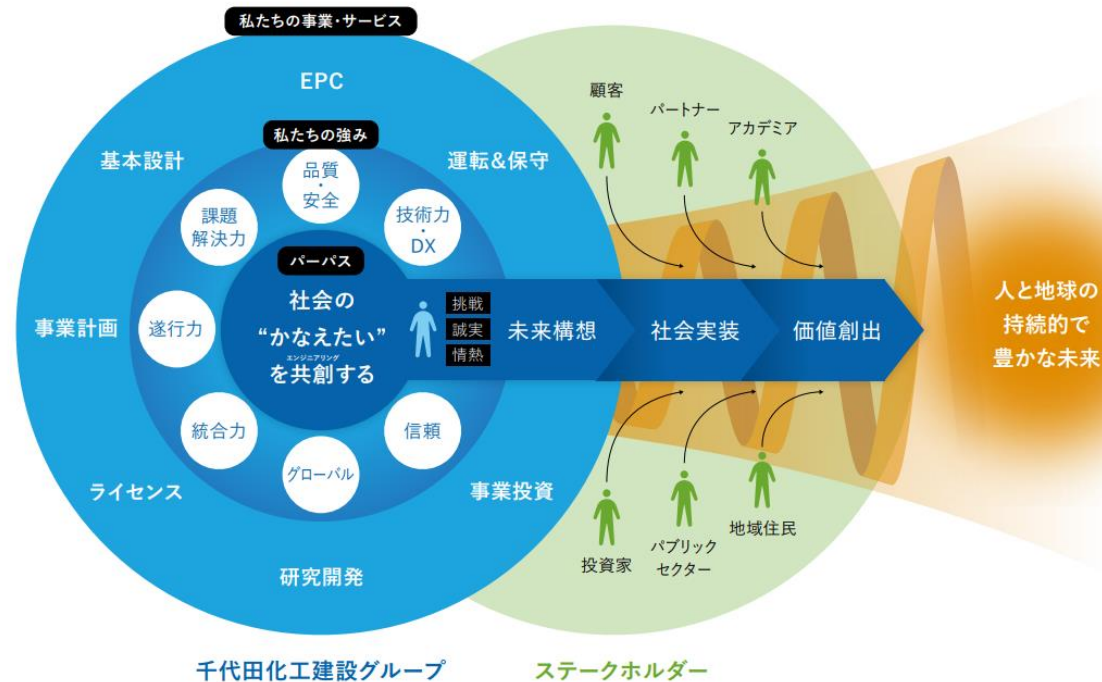 私たちの事業・サービス
EPC
基本設計
運転&保守
事業計画
ライセンス
事業投資
研究開発
私たちの強み
品質
・
安全
課題
解決力
技術力
・
DX
遂行力
統合力
グローバル
信頼
パーパス
社会の
“かなえたい”
エンジニアリング
を共創する
挑戦
誠実
情熱
未来構想
社会実装
価値創出
顧客
パートナー
アカデミア
投資家
パブリック
セクター
地域住民
人と地球の
持続的で
豊かな未来
千代田化工建設グループ
ステークホルダー